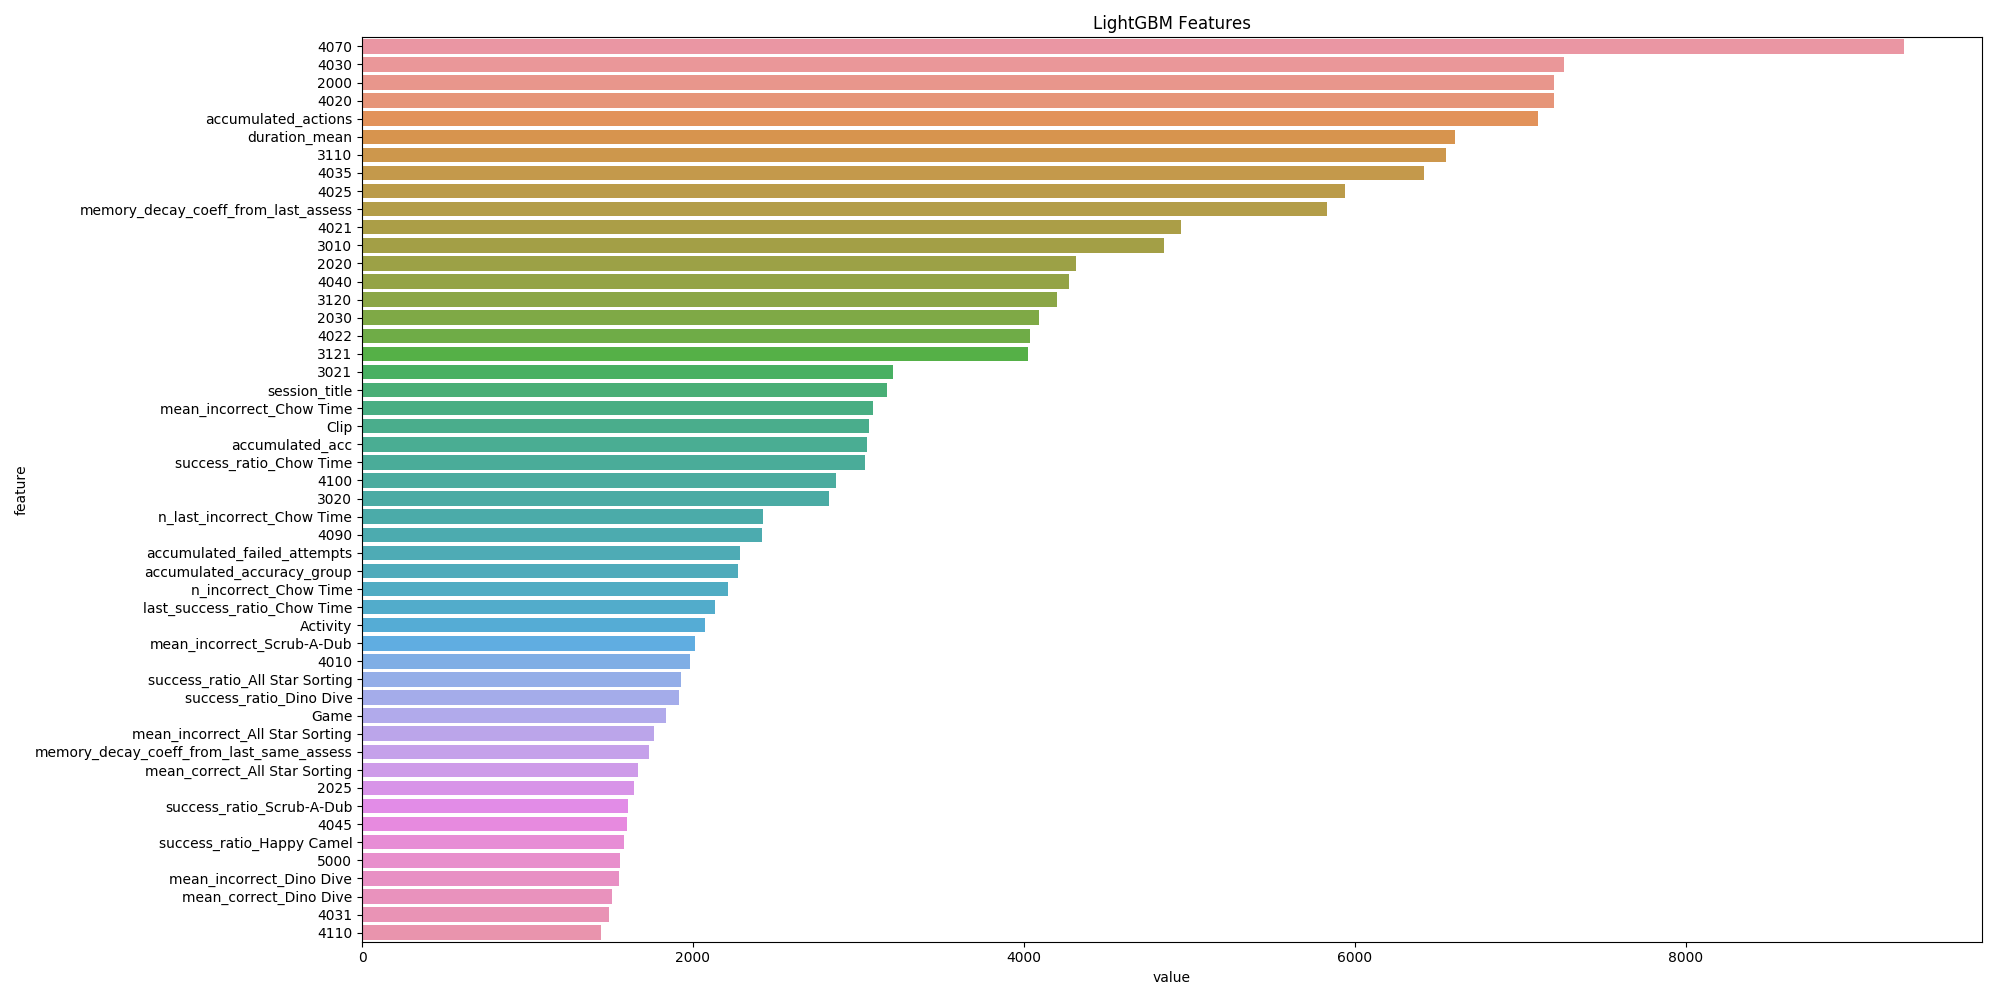 LightGBM Features
4070
4030
2000
4020
accumulated_actions
duration_mean
3110
4035
4025
memory_decay_coeff_from_last_assess
4021
3010
2020
4040
3120
2030
4022
3121
3021
session_title
mean_incorrect_Chow Time
Clip
accumulated_acc
success_ratio_Chow Time
4100
3020
n_last_incorrect_Chow Time
4090
accumulated_failed_attempts
accumulated_accuracy_group
n_incorrect_Chow Time
last_success_ratio_Chow Time
Activity
mean_incorrect_Scrub-A-Dub
4010
success_ratio_All Star Sorting
success_ratio_Dino Dive
Game
mean_incorrect_All Star Sorting
memory_decay_coeff_from_last_same_assess
mean_correct_All Star Sorting
2025
success_ratio_Scrub-A-Dub
4045
success_ratio_Happy Camel
5000
mean_incorrect_Dino Dive
mean_correct_Dino Dive
4031
4110
feature
0 2000 4000 6000 8000
value